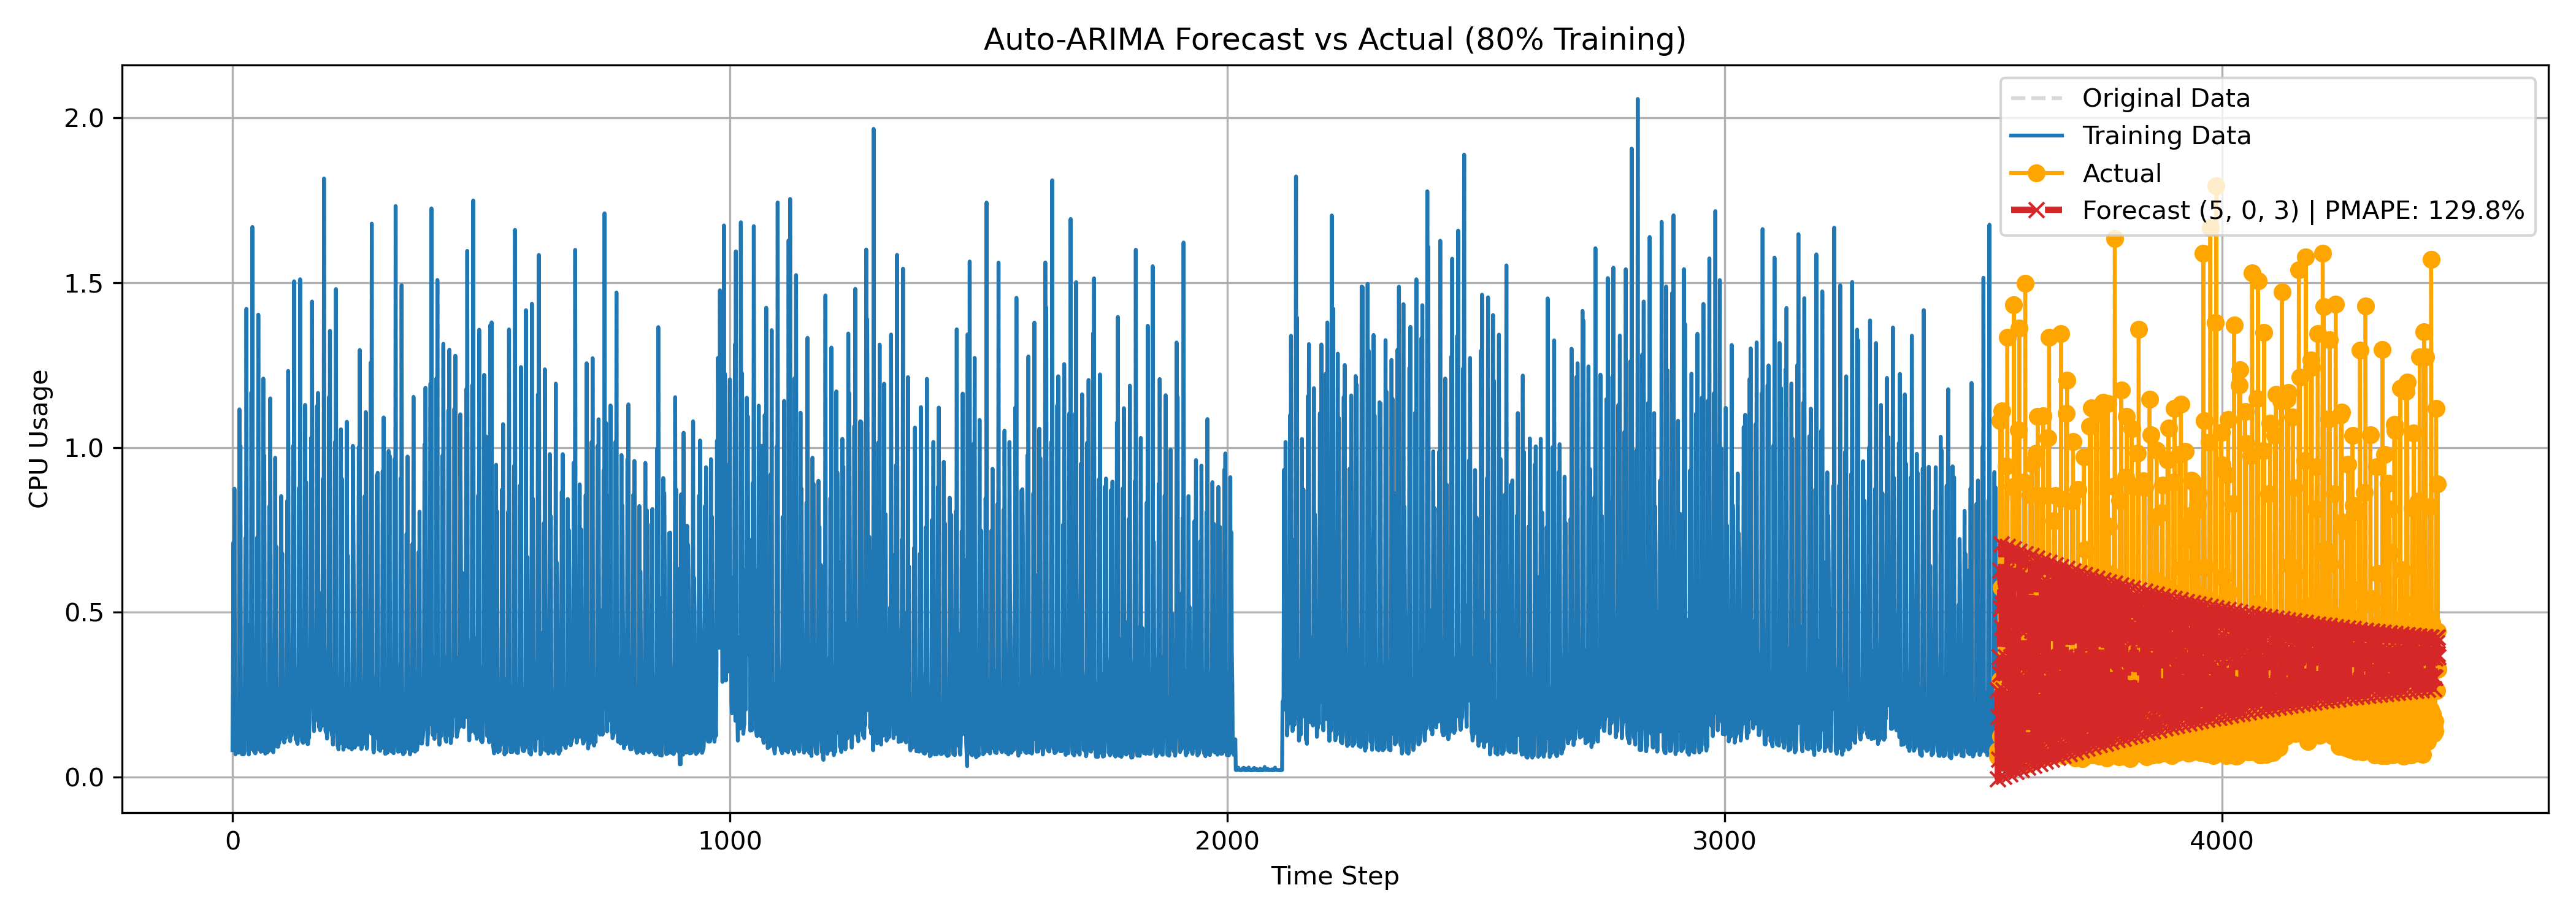 Auto-ARIMA Forecast vs Actual (80% Training)
CPU Usage
2.0
1.5
1.0
0.5
0.0
Original Data
Training Data
Actual
Forecast (5, 0, 3) | PMAPE: 129.8%
0 1000 2000 3000 4000
Time Step